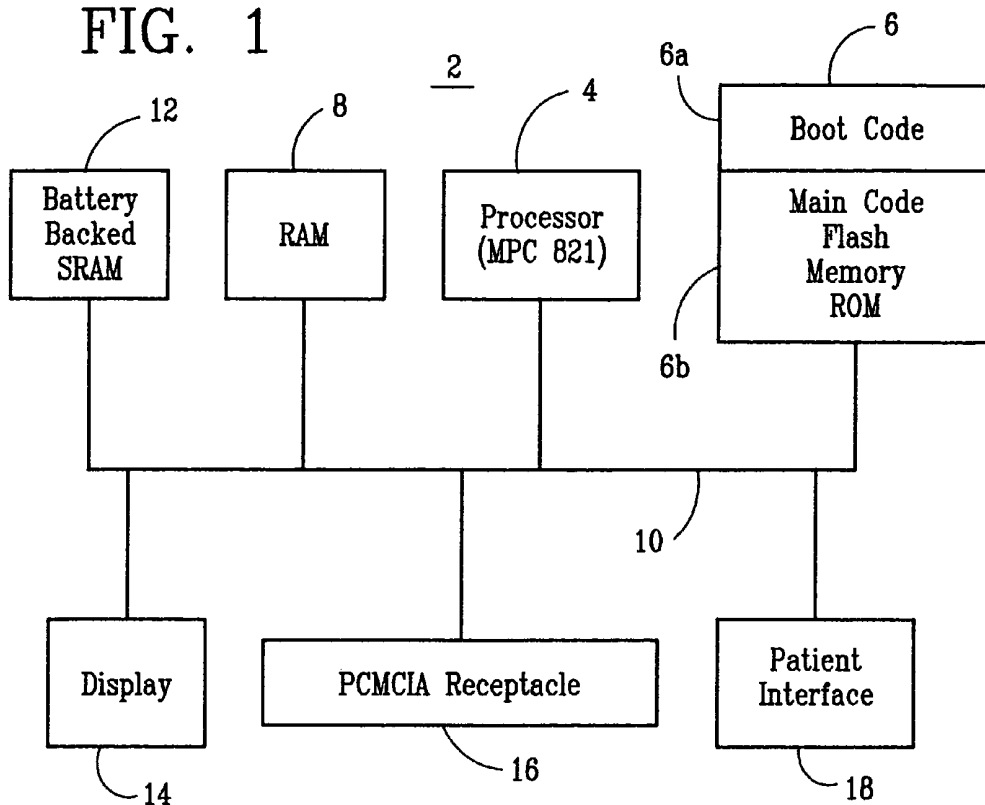 FIG. 1
2
12
8
4
6a
6
Battery
Backed
SRAM
RAM
Processor
(MPC 821)
Boot Code
Main Code
Flash
Memory
ROM
6b
10
Display
PCMCIA Receptacle
Patient
Interface
14
16
18